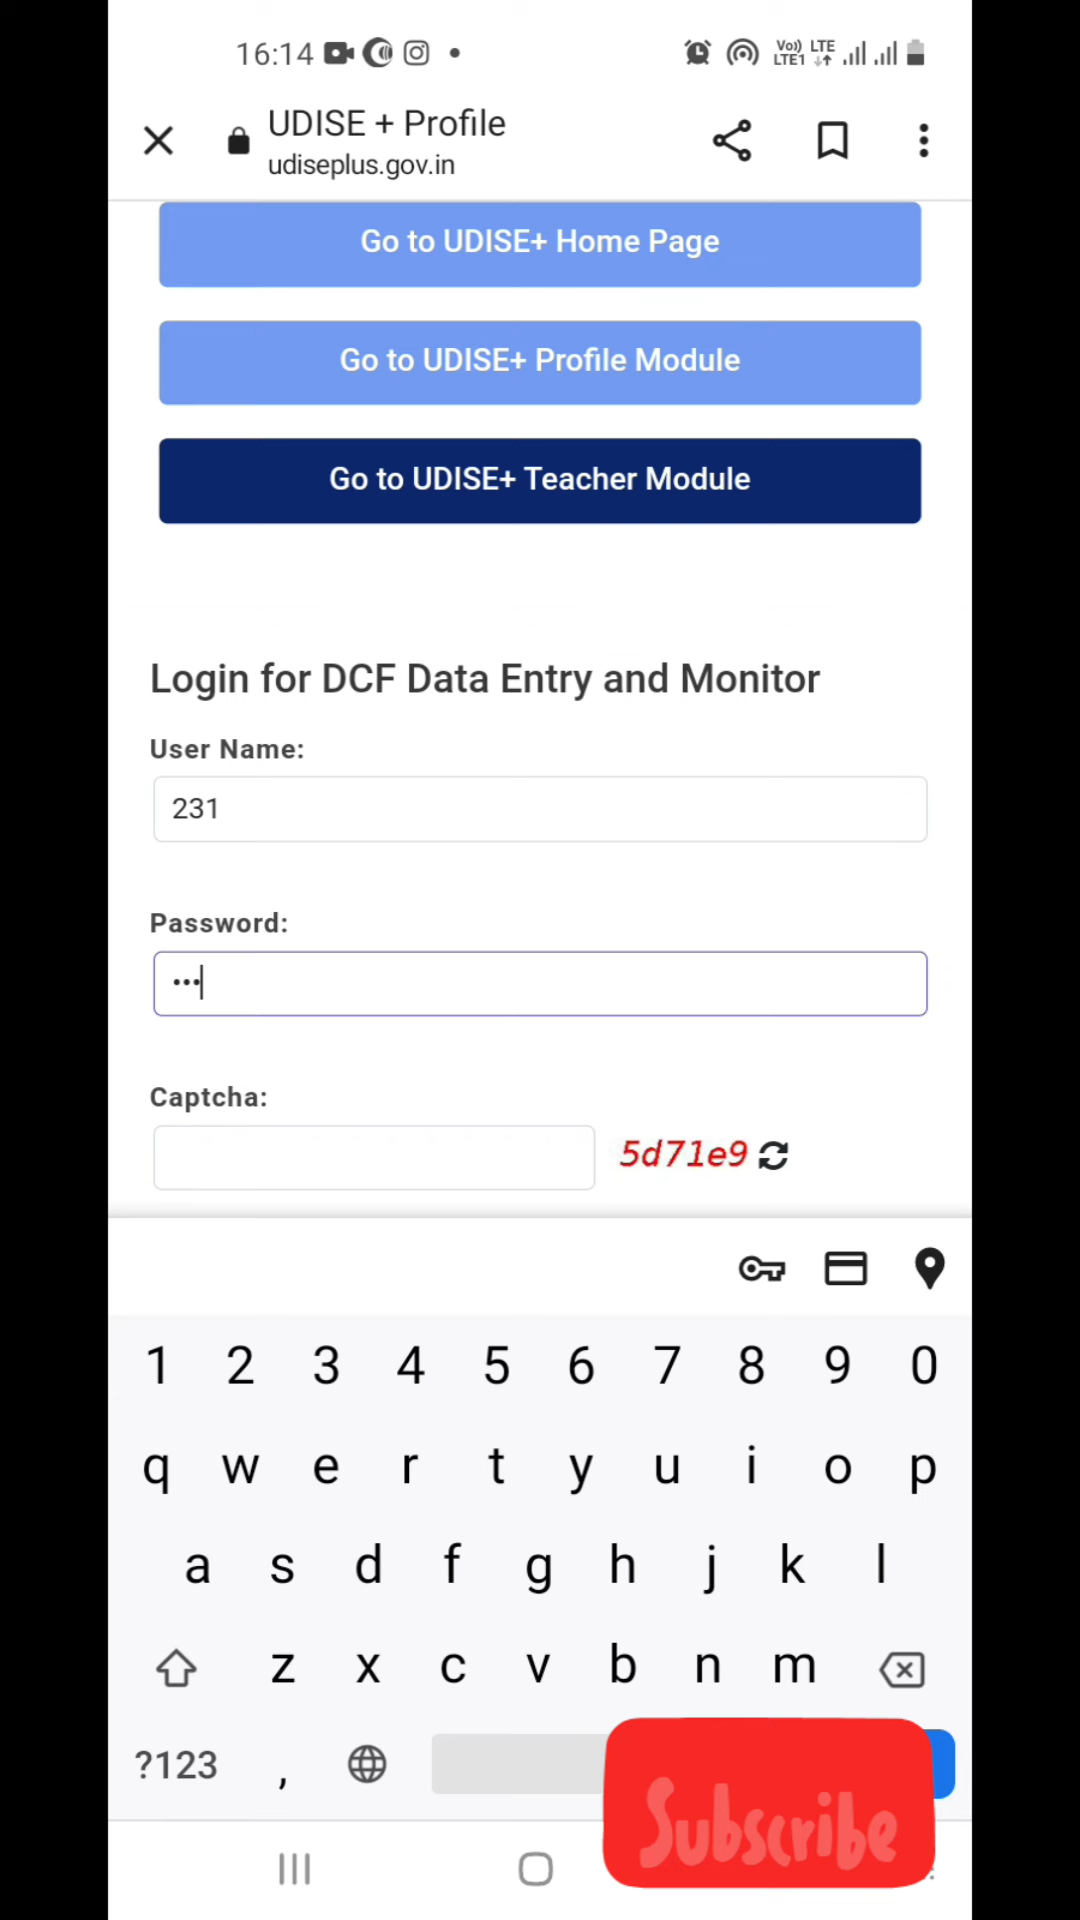 16:14
Vo)) LTE
LTE1
UDISE + Profile
udiseplus.gov.in
Go to UDISE+ Home Page
Go to UDISE+ Profile Module
Go to UDISE+ Teacher Module
Login for DCF Data Entry and Monitor
User Name:
231
Password:
•••
Captcha:
5d71e9
1 2 3 4 5 6 7 8 9 0
q w e r t y u i o p
a s d f g h j k l
z x c v b n m
?123 ,
Subscribe